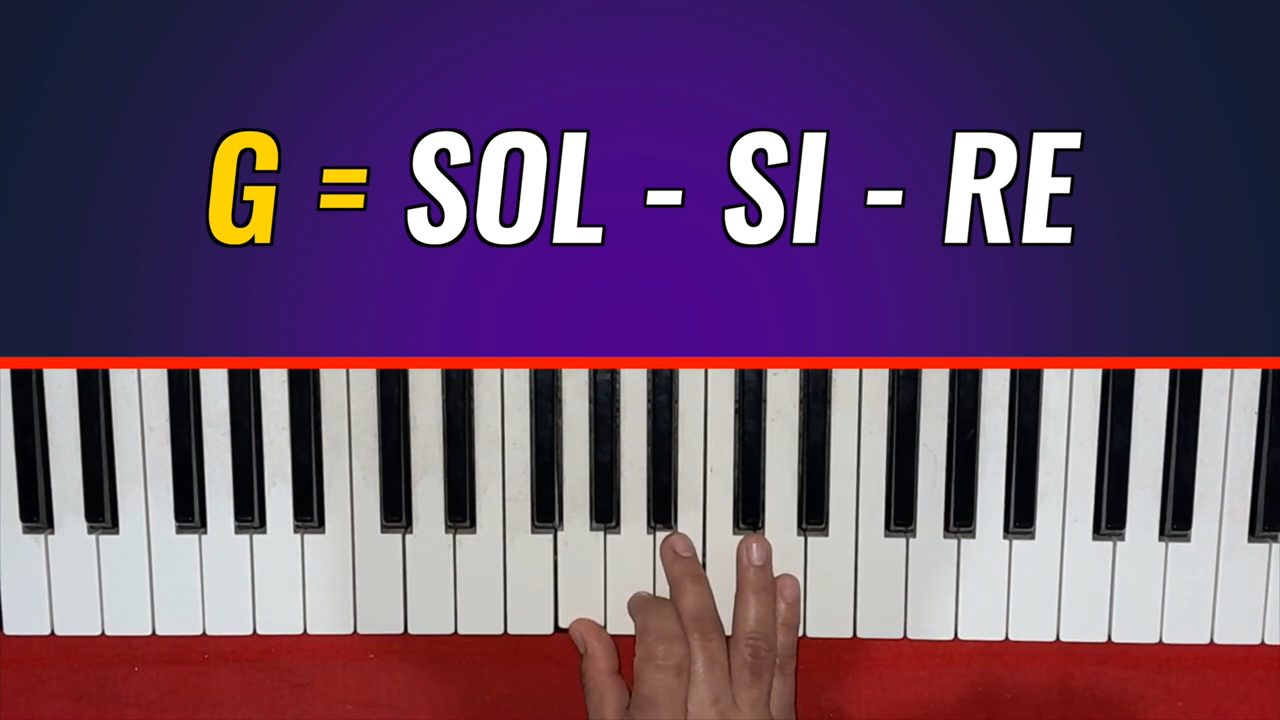 G = SOL - SI - RE